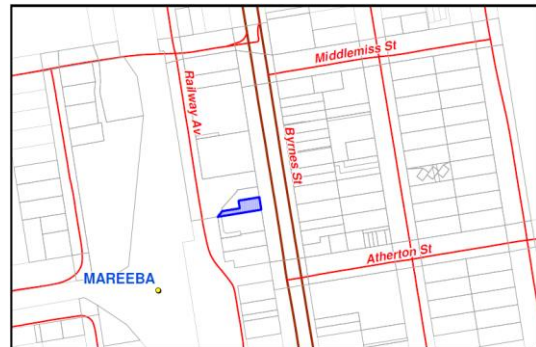 Middlemiss St
Railway Av
Byrnes St
Atherton St
MAREEBA